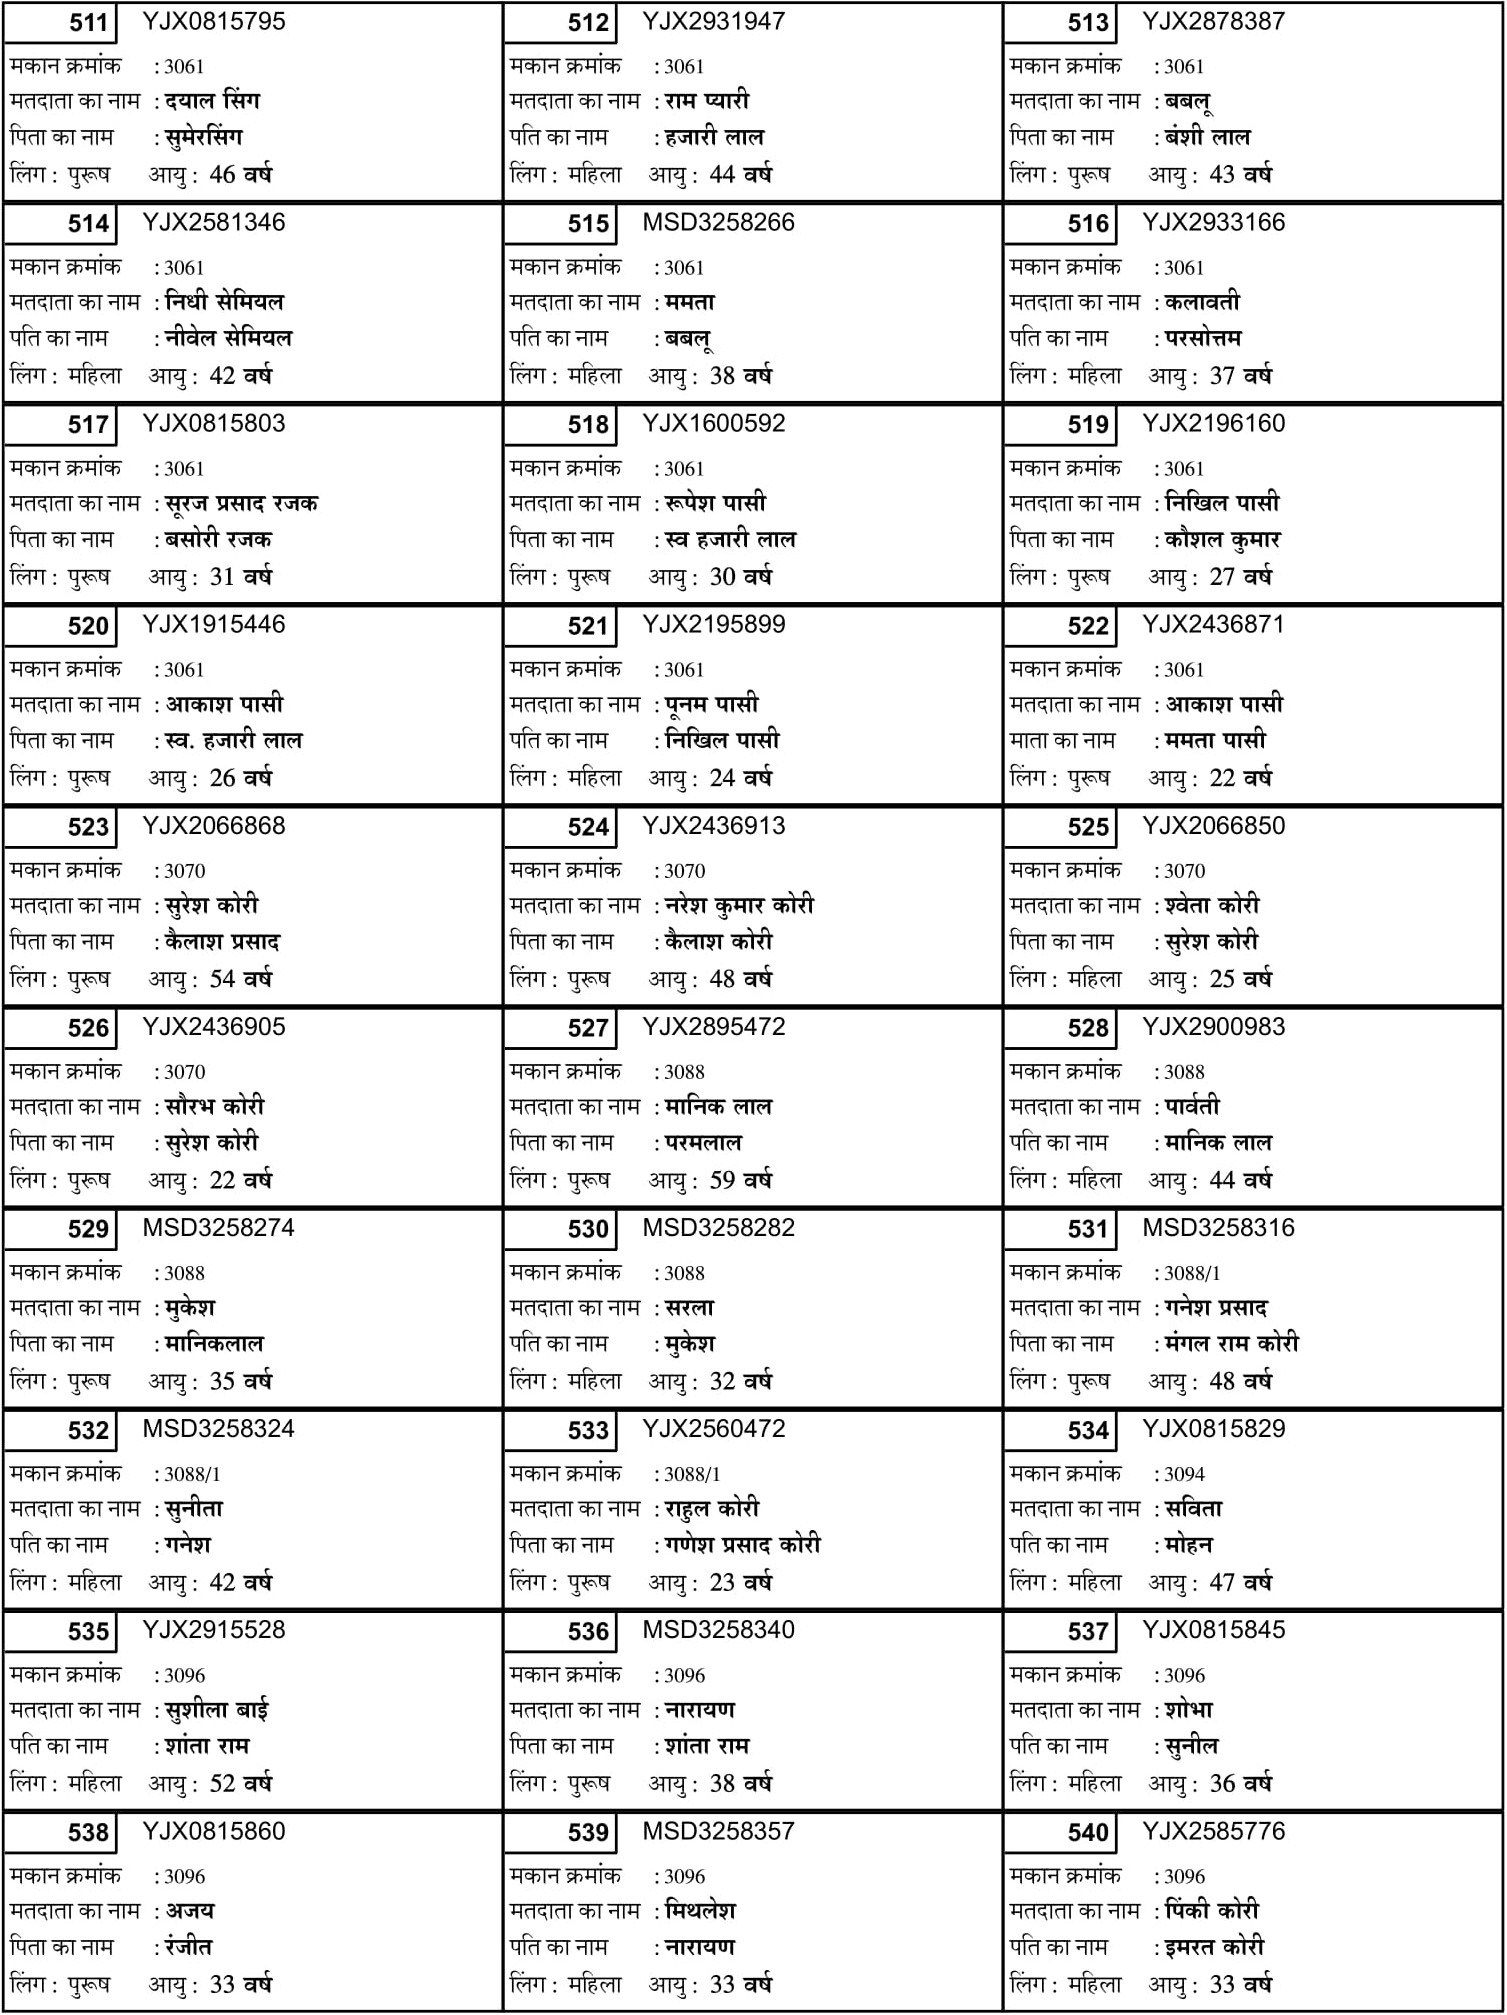 511 YJX0815795
मकान क्रमांक : 3061
मतदाता का नाम : दयाल सिंग
पिता का नाम : सुमेरसिंग
लिंग : पुरूष आयु : 46 वर्ष
512 YJX2931947
मकान क्रमांक : 3061
मतदाता का नाम : राम प्यारी
पति का नाम : हजारी लाल
लिंग : महिला आयु : 44 वर्ष
513 YJX2878387
मकान क्रमांक : 3061
मतदाता का नाम : बबलू
पिता का नाम : बंशी लाल
लिंग : पुरूष आयु : 43 वर्ष
514 YJX2581346
मकान क्रमांक : 3061
मतदाता का नाम : निधी सेमियल
पति का नाम : नीवेल सेमियल
लिंग : महिला आयु : 42 वर्ष
515 MSD3258266
मकान क्रमांक : 3061
मतदाता का नाम : ममता
पति का नाम : बबलू
लिंग : महिला आयु : 38 वर्ष
516 YJX2933166
मकान क्रमांक : 3061
मतदाता का नाम : कलावती
पति का नाम : परसोत्तम
लिंग : महिला आयु : 37 वर्ष
517 YJX0815803
मकान क्रमांक : 3061
मतदाता का नाम : सूरज प्रसाद रजक
पिता का नाम : बसोरी रजक
लिंग : पुरूष आयु : 31 वर्ष
518 YJX1600592
मकान क्रमांक : 3061
मतदाता का नाम : रूपेश पासी
पिता का नाम : स्व हजारी लाल
लिंग : पुरूष आयु : 30 वर्ष
519 YJX2196160
मकान क्रमांक : 3061
मतदाता का नाम : निखिल पासी
पिता का नाम : कौशल कुमार
लिंग : पुरूष आयु : 27 वर्ष
520 YJX1915446
मकान क्रमांक : 3061
मतदाता का नाम : आकाश पासी
पिता का नाम : स्व. हजारी लाल
लिंग : पुरूष आयु : 26 वर्ष
521 YJX2195899
मकान क्रमांक : 3061
मतदाता का नाम : पूनम पासी
पति का नाम : निखिल पासी
लिंग : महिला आयु : 24 वर्ष
522 YJX2436871
मकान क्रमांक : 3061
मतदाता का नाम : आकाश पासी
माता का नाम : ममता पासी
लिंग : पुरूष आयु : 22 वर्ष
523 YJX2066868
मकान क्रमांक : 3070
मतदाता का नाम : सुरेश कोरी
पिता का नाम : कैलाश प्रसाद
लिंग : पुरूष आयु : 54 वर्ष
524 YJX2436913
मकान क्रमांक : 3070
मतदाता का नाम : नरेश कुमार कोरी
पिता का नाम : कैलाश कोरी
लिंग : पुरूष आयु : 48 वर्ष
525 YJX2066850
मकान क्रमांक : 3070
मतदाता का नाम : श्वेता कोरी
पिता का नाम : सुरेश कोरी
लिंग : महिला आयु : 25 वर्ष
526 YJX2436905
मकान क्रमांक : 3070
मतदाता का नाम : सौरभ कोरी
पिता का नाम : सुरेश कोरी
लिंग : पुरूष आयु : 22 वर्ष
527 YJX2895472
मकान क्रमांक : 3088
मतदाता का नाम : मानिक लाल
पिता का नाम : परमलाल
लिंग : पुरूष आयु : 59 वर्ष
528 YJX2900983
मकान क्रमांक : 3088
मतदाता का नाम : पार्वती
पति का नाम : मानिक लाल
लिंग : महिला आयु : 44 वर्ष
529 MSD3258274
मकान क्रमांक : 3088
मतदाता का नाम : मुकेश
पिता का नाम : मानिकलाल
लिंग : पुरूष आयु : 35 वर्ष
530 MSD3258282
मकान क्रमांक : 3088
मतदाता का नाम : सरला
पति का नाम : मुकेश
लिंग : महिला आयु : 32 वर्ष
531 MSD3258316
मकान क्रमांक : 3088/1
मतदाता का नाम : गनेश प्रसाद
पिता का नाम : मंगल राम कोरी
लिंग : पुरूष आयु : 48 वर्ष
532 MSD3258324
मकान क्रमांक : 3088/1
मतदाता का नाम : सुनीता
पति का नाम : गनेश
लिंग : महिला आयु : 42 वर्ष
533 YJX2560472
मकान क्रमांक : 3088/1
मतदाता का नाम : राहुल कोरी
पिता का नाम : गणेश प्रसाद कोरी
लिंग : पुरूष आयु : 23 वर्ष
534 YJX0815829
मकान क्रमांक : 3094
मतदाता का नाम : सविता
पति का नाम : मोहन
लिंग : महिला आयु : 47 वर्ष
535 YJX2915528
मकान क्रमांक : 3096
मतदाता का नाम : सुशीला बाई
पति का नाम : शांता राम
लिंग : महिला आयु : 52 वर्ष
536 MSD3258340
मकान क्रमांक : 3096
मतदाता का नाम : नारायण
पिता का नाम : शांता राम
लिंग : पुरूष आयु : 38 वर्ष
537 YJX0815845
मकान क्रमांक : 3096
मतदाता का नाम : शोभा
पति का नाम : सुनील
लिंग : महिला आयु : 36 वर्ष
538 YJX0815860
मकान क्रमांक : 3096
मतदाता का नाम : अजय
पिता का नाम : रंजीत
लिंग : पुरूष आयु : 33 वर्ष
539 MSD3258357
मकान क्रमांक : 3096
मतदाता का नाम : मिथलेश
पति का नाम : नारायण
लिंग : महिला आयु : 33 वर्ष
540 YJX2585776
मकान क्रमांक : 3096
मतदाता का नाम : पिंकी कोरी
पति का नाम : इमरत कोरी
लिंग : महिला आयु : 33 वर्ष